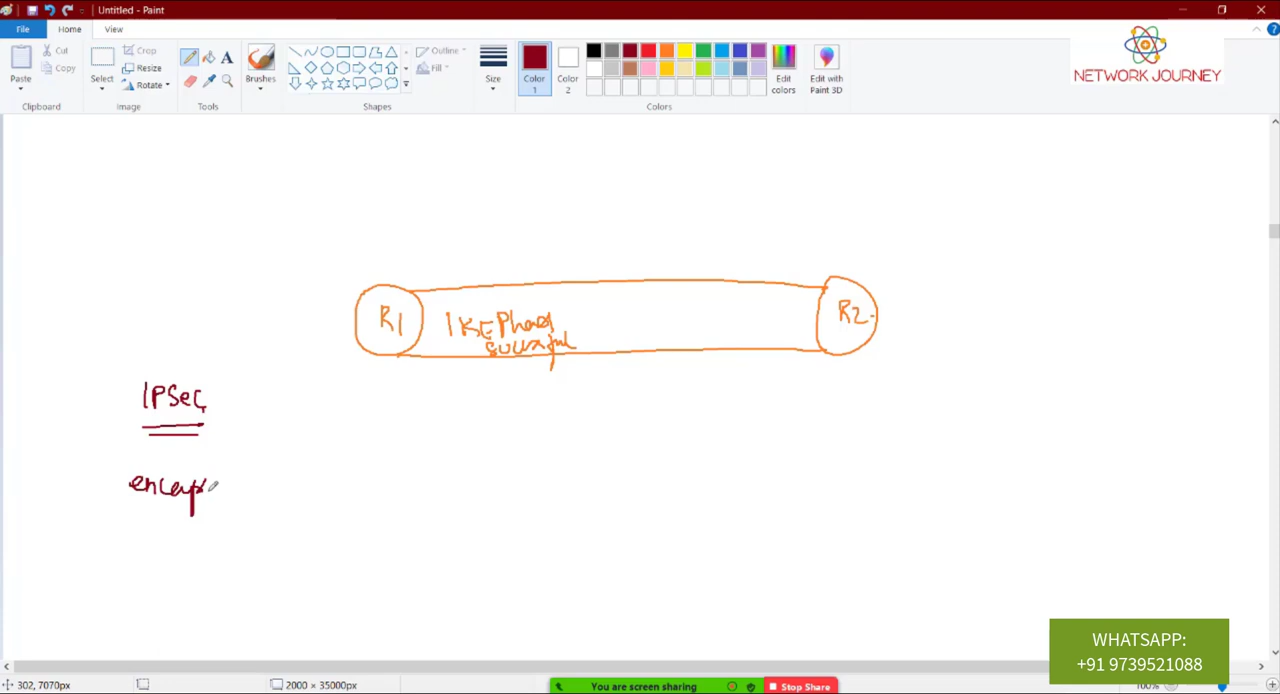 Untitled - Paint
File Home View
Paste
Cut
Copy
Clipboard
Select
Crop
Resize
Rotate
Image
Tools
Brushes
Shapes
Outline
Fill
Size
Color 1
Color 2
Colors
Edit colors
Edit with Paint 3D
NETWORK JOURNEY
R1
IKE Phase1
successful
R2
IPSec
encaps
WHATSAPP:
+91 9739521088
302, 7070px
2000 × 35000px
You are screen sharing
Stop Share
100%